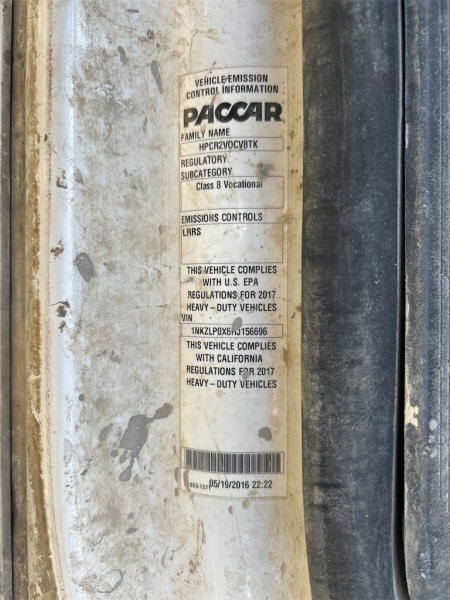 VEHICLE EMISSION
CONTROL INFORMATION
PACCAR
FAMILY NAME
HPCR2VOCV8TK
REGULATORY
SUBCATEGORY
Class 8 Vocational
EMISSIONS CONTROLS
LRRS
THIS VEHICLE COMPLIES
WITH U.S. EPA
REGULATIONS FOR 2017
HEAVY – DUTY VEHICLES
VIN
THIS VEHICLE COMPLIES
WITH CALIFORNIA
REGULATIONS FOR 2017
HEAVY – DUTY VEHICLES
05/19/2016 22:22